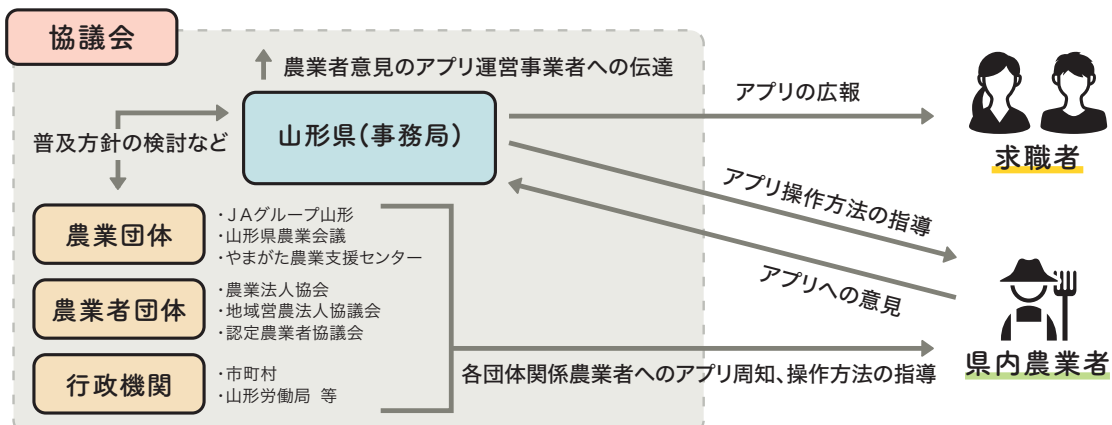 協議会
農業者意見のアプリ運営事業者への伝達
山形県(事務局)
普及方針の検討など
農業団体
・JAグループ山形
・山形県農業会議
・やまがた農業支援センター
農業者団体
・農業法人協会
・地域営農法人協議会
・認定農業者協議会
行政機関
・市町村
・山形労働局 等
アプリの広報
求職者
アプリ操作方法の指導
アプリへの意見
各団体関係農業者へのアプリ周知、操作方法の指導
県内農業者